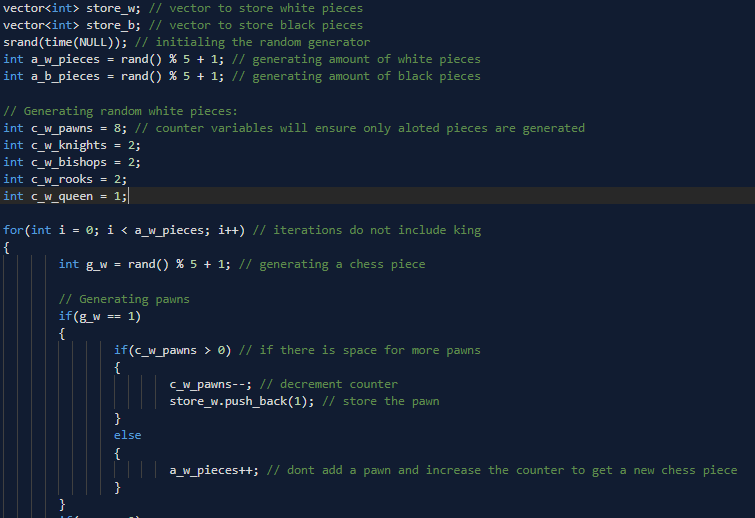 vector<int> store_w; // vector to store white pieces
vector<int> store_b; // vector to store black pieces
srand(time(NULL)); // initialing the random generator
int a_w_pieces = rand() % 5 + 1; // generating amount of white pieces
int a_b_pieces = rand() % 5 + 1; // generating amount of black pieces
// Generating random white pieces:
int c_w_pawns = 8; // counter variables will ensure only aloted pieces are generated
int c_w_knights = 2;
int c_w_bishops = 2;
int c_w_rooks = 2;
int c_w_queen = 1;
for(int i = 0; i < a_w_pieces; i++) // iterations do not include king
{
int g_w = rand() % 5 + 1; // generating a chess piece
// Generating pawns
if(g_w == 1)
{
if(c_w_pawns > 0) // if there is space for more pawns
{
c_w_pawns--; // decrement counter
store_w.push_back(1); // store the pawn
}
else
{
a_w_pieces++; // dont add a pawn and increase the counter to get a new chess piece
}
}